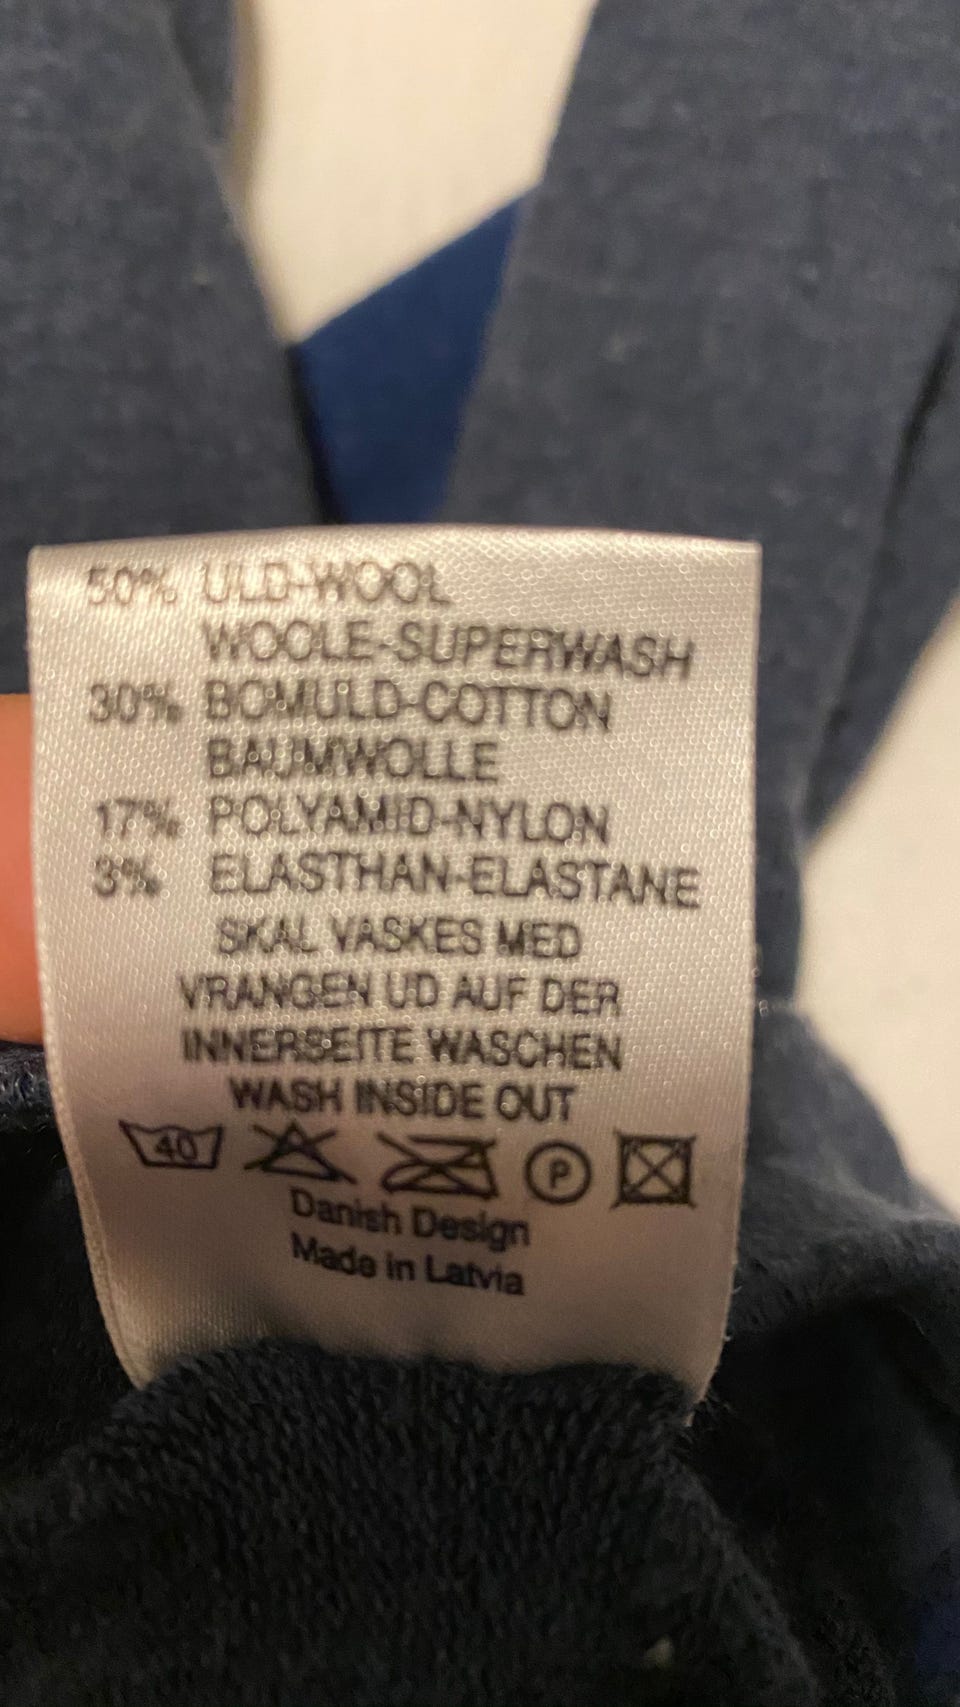 50% ULD-WOOL
WOOLE-SUPERWASH
30% BOMULD-COTTON
BAUMWOLLE
17% POLYAMID-NYLON
3% ELASTHAN-ELASTANE
SKAL VASKES MED
VRANGEN UD AUF DER
INNERSEITE WASCHEN
WASH INSIDE OUT
40 P
Danish Design
Made in Latvia